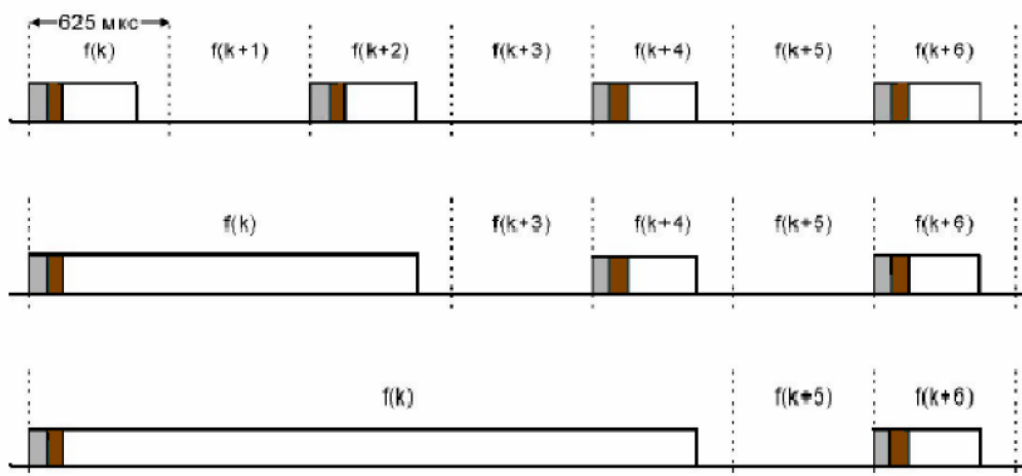 625 мкс
f(k) f(k+1) f(k+2) f(k+3) f(k+4) f(k+5) f(k+6)
f(k) f(k+3) f(k+4) f(k+5) f(k+6)
f(k) f(k+5) f(k+6)